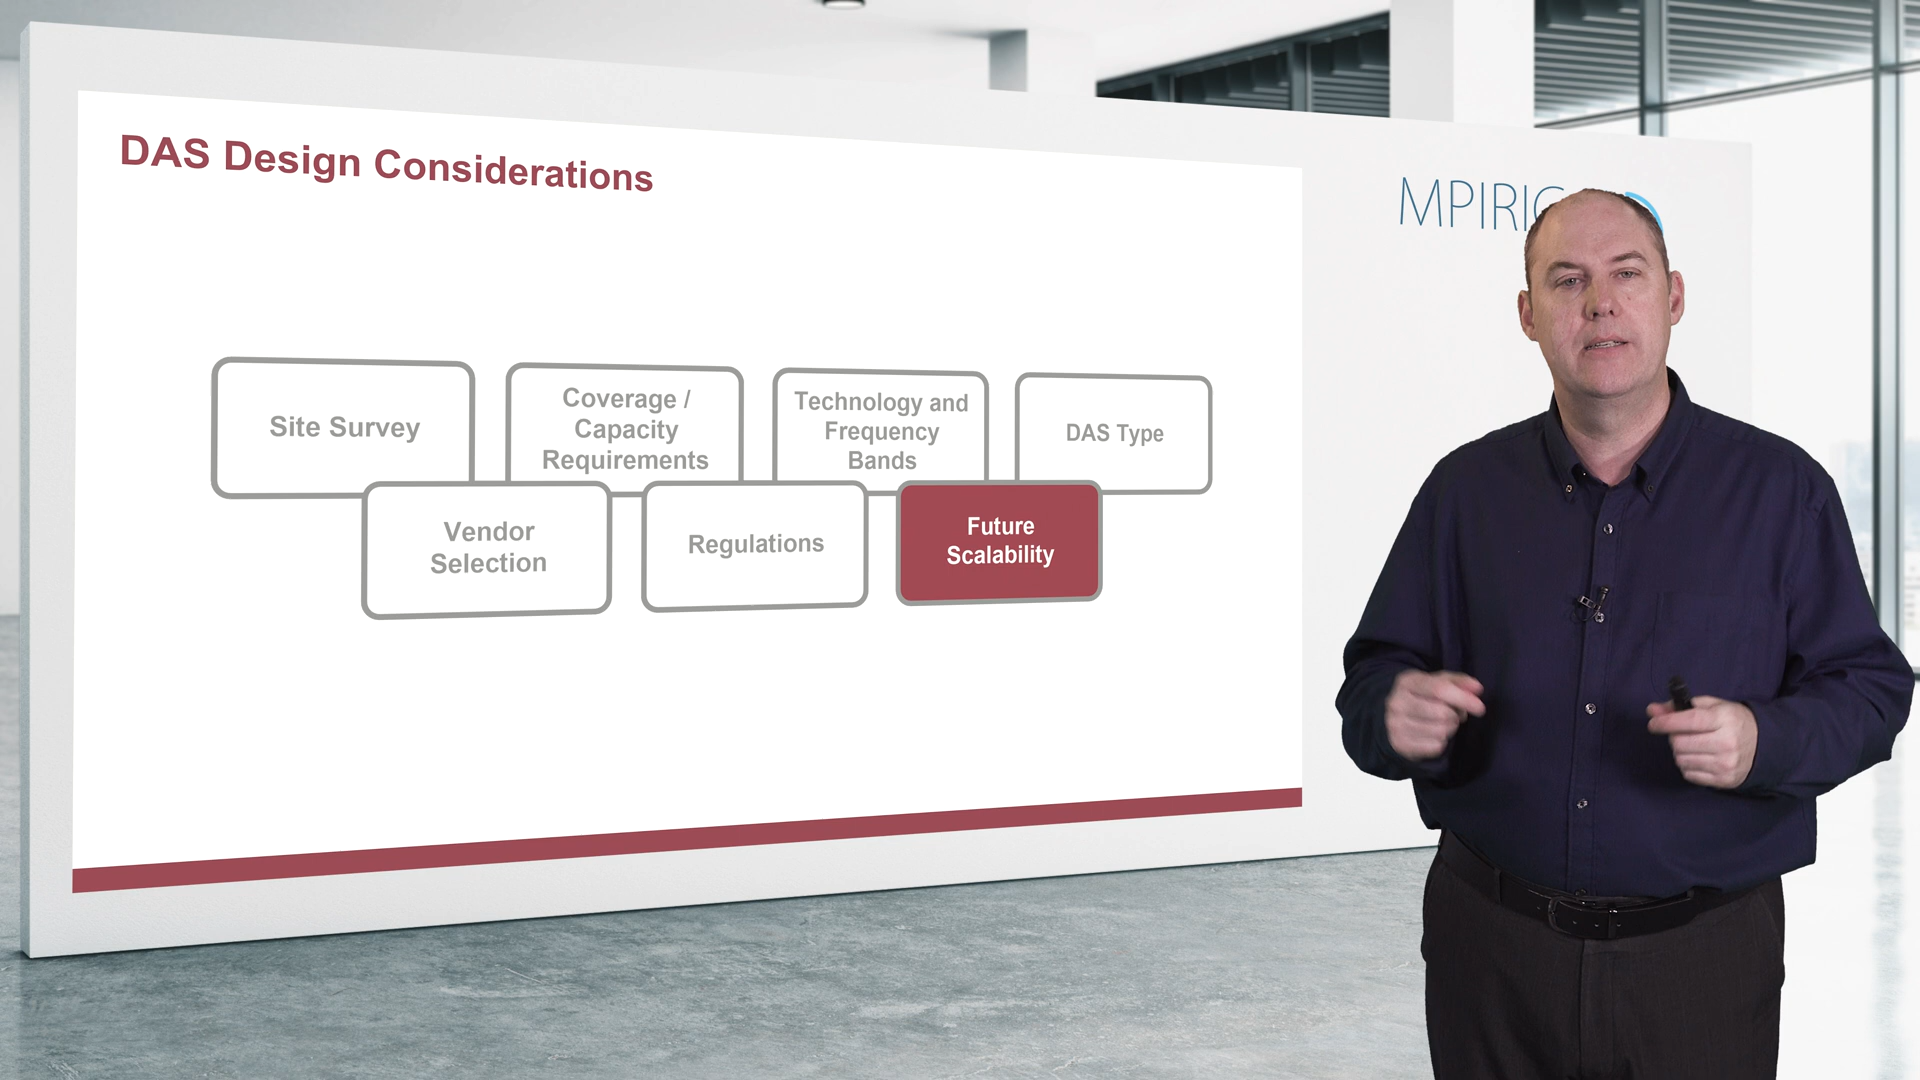 DAS Design Considerations
MPIRIC
Site Survey
Coverage /
Capacity
Requirements
Technology and
Frequency
Bands
DAS Type
Vendor
Selection
Regulations
Future
Scalability